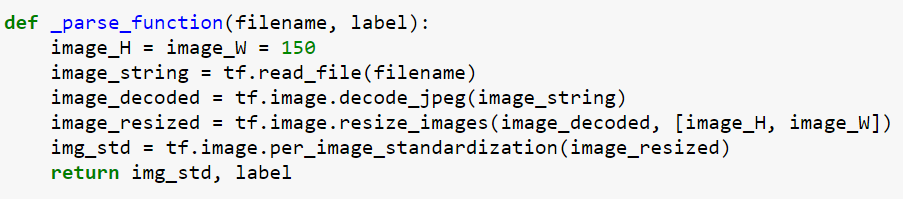 def _parse_function(filename, label):
    image_H = image_W = 150
    image_string = tf.read_file(filename)
    image_decoded = tf.image.decode_jpeg(image_string)
    image_resized = tf.image.resize_images(image_decoded, [image_H, image_W])
    img_std = tf.image.per_image_standardization(image_resized)
    return img_std, label